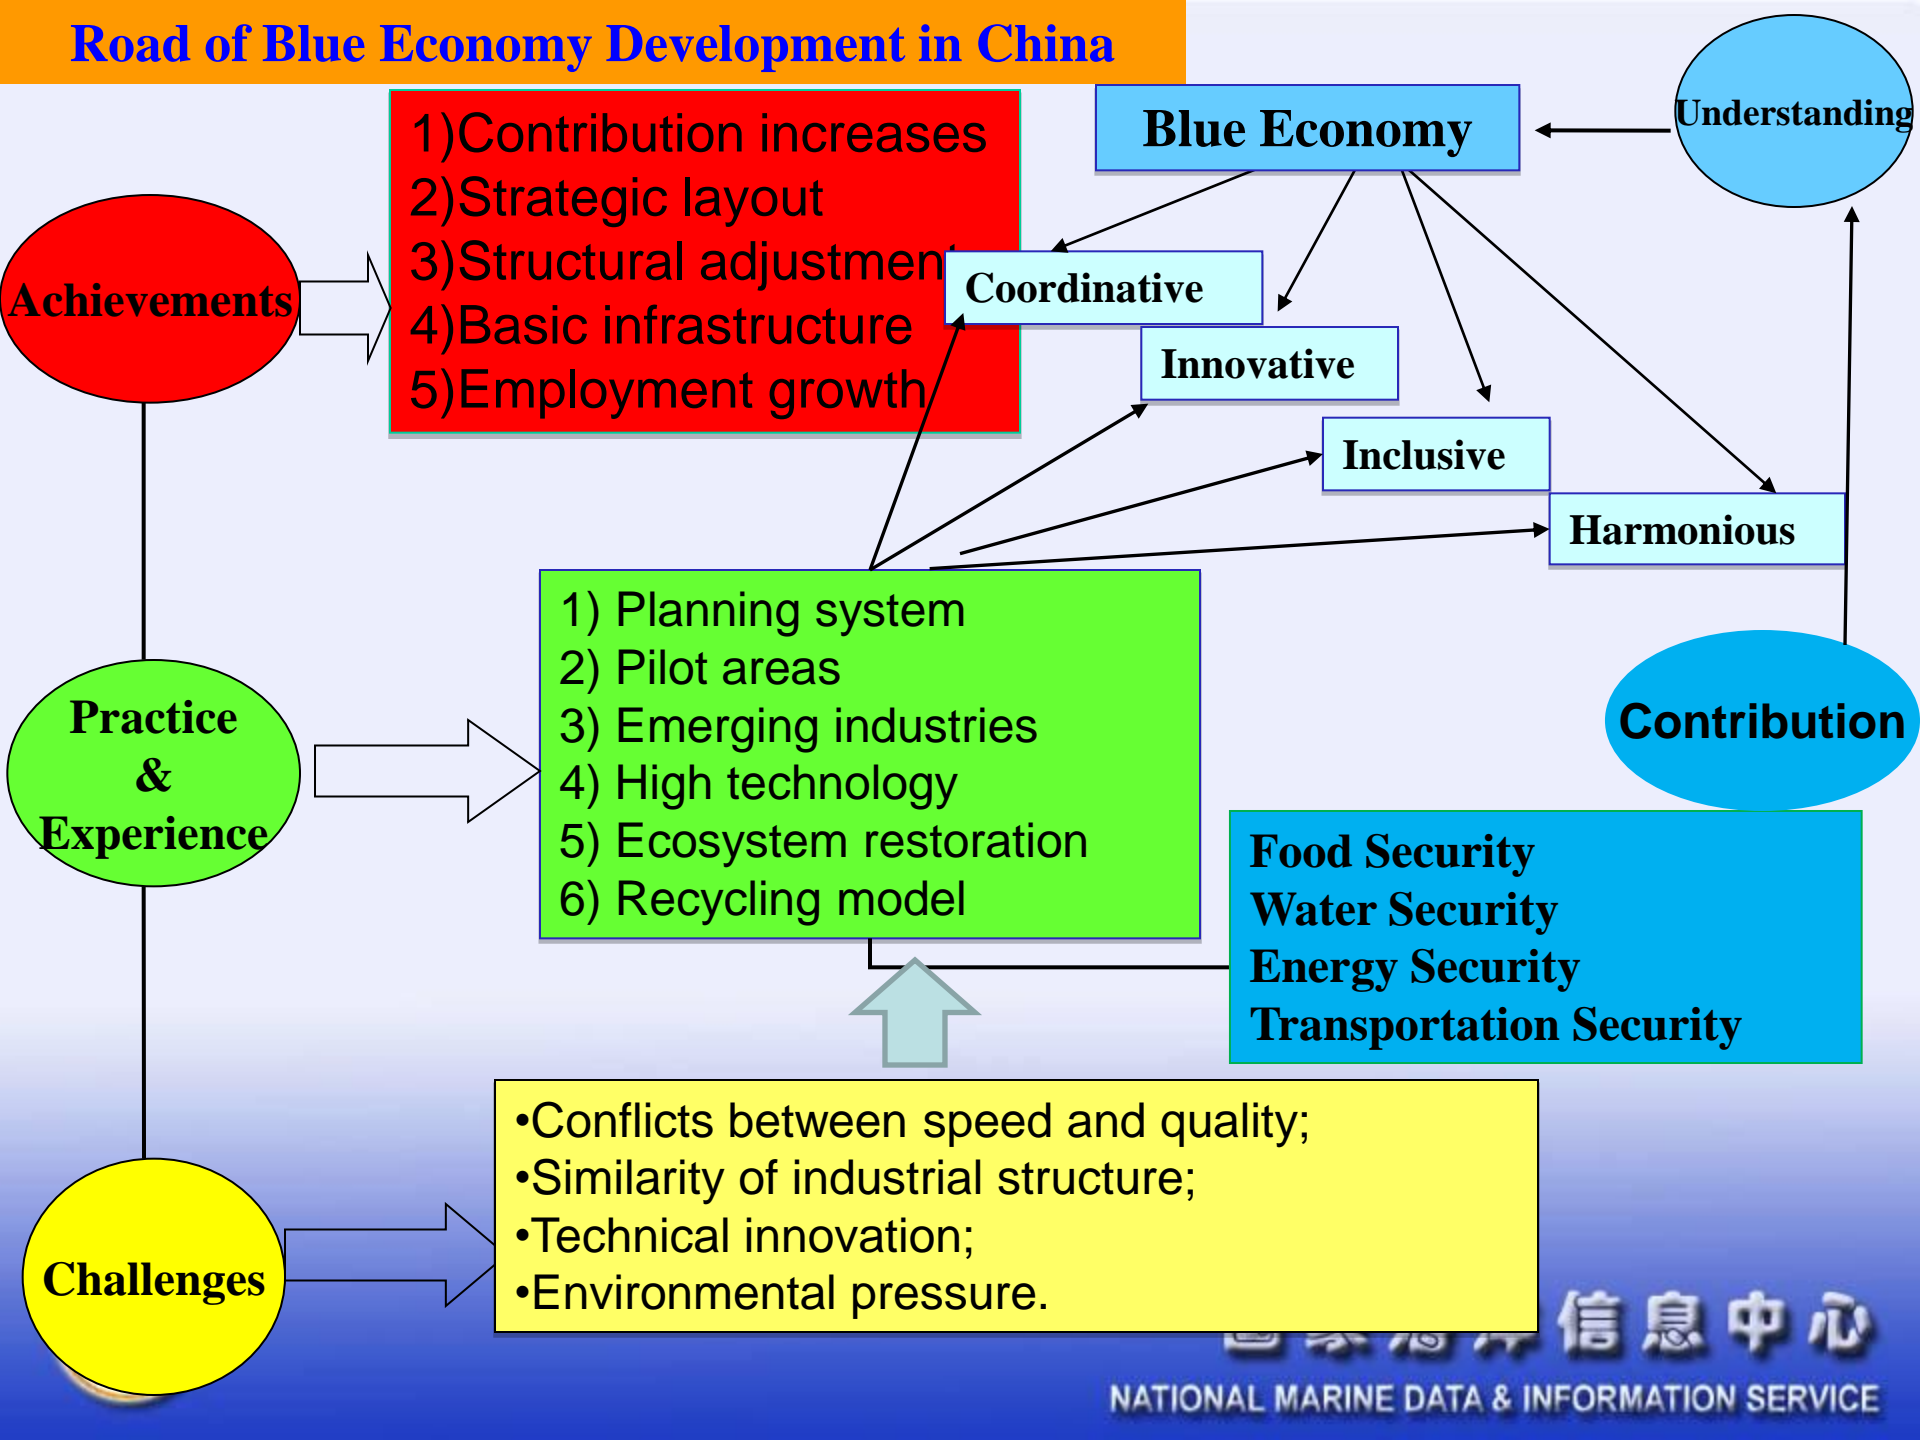 Road of Blue Economy Development in China
Understanding
Blue Economy
1)Contribution increases
2)Strategic layout
3)Structural adjustment
4)Basic infrastructure
5)Employment growth
Achievements
Coordinative
Innovative
Inclusive
Harmonious
Practice
&
Experience
1) Planning system
2) Pilot areas
3) Emerging industries
4) High technology
5) Ecosystem restoration
6) Recycling model
Contribution
Food Security
Water Security
Energy Security
Transportation Security
Challenges
•Conflicts between speed and quality;
•Similarity of industrial structure;
•Technical innovation;
•Environmental pressure.
信息中心
NATIONAL MARINE DATA & INFORMATION SERVICE